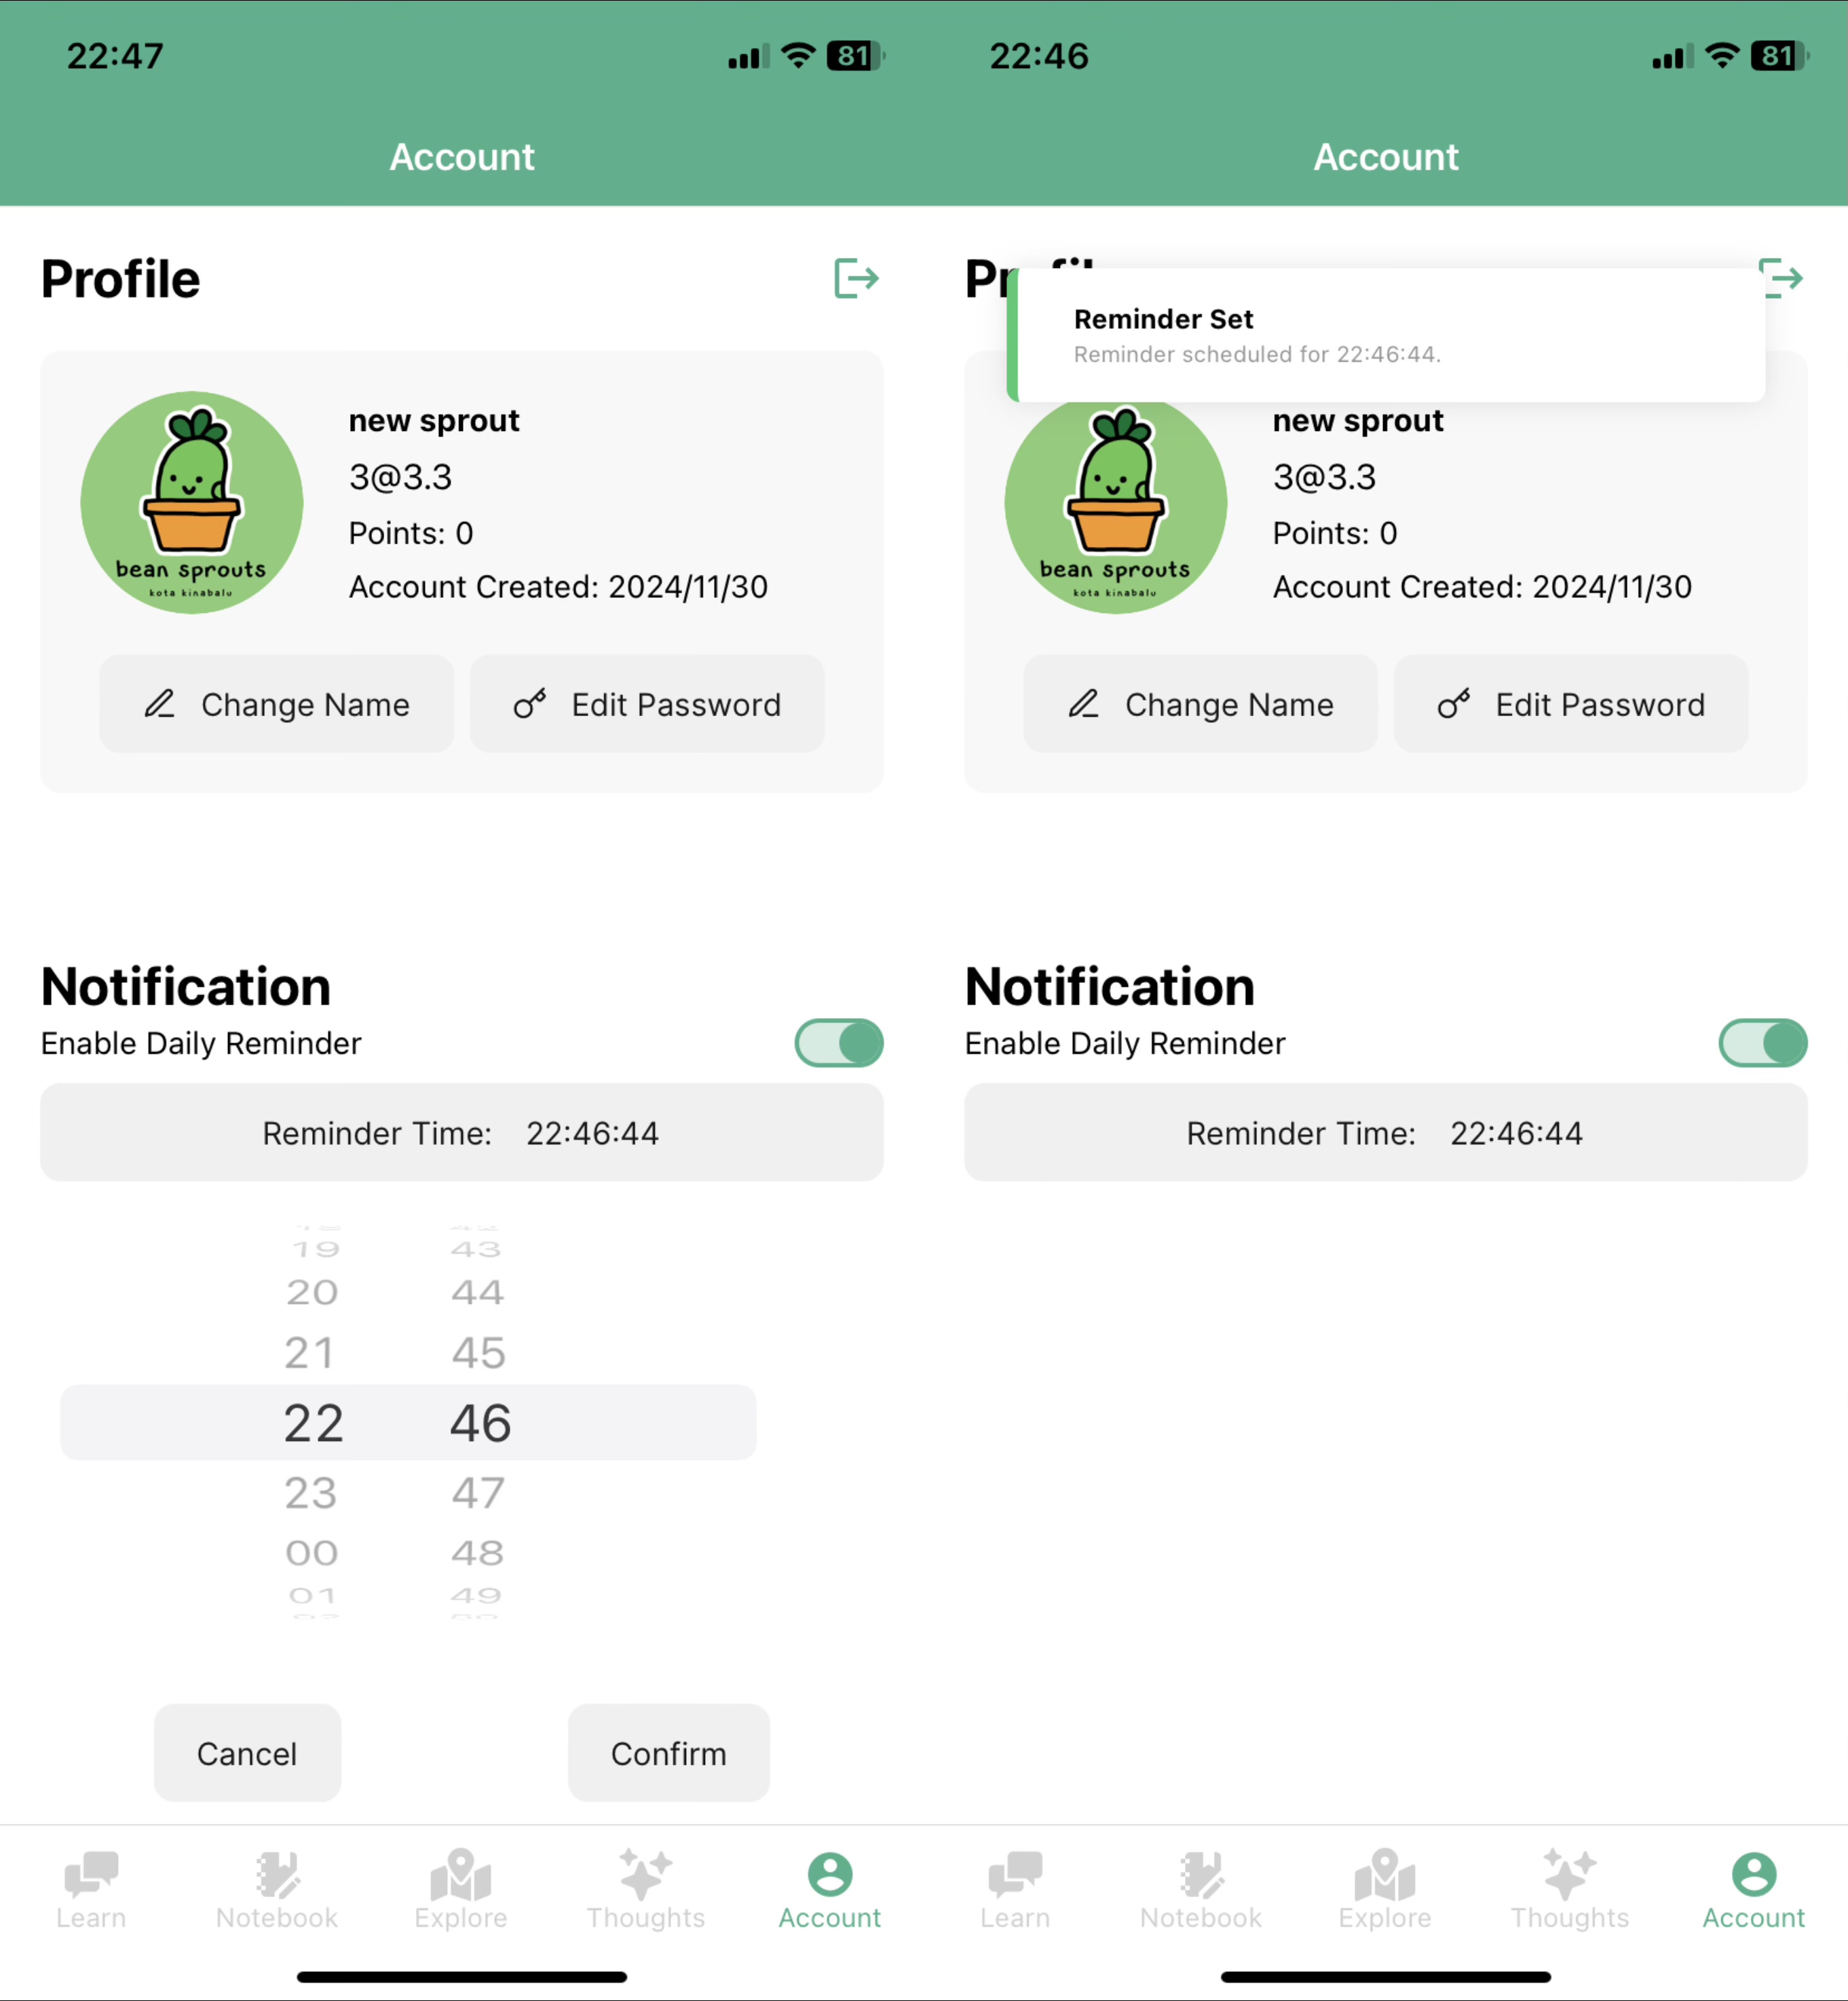 22:47
81
Account
Profile
new sprout
3@3.3
Points: 0
Account Created: 2024/11/30
bean sprouts
kota kinabalu
Change Name
Edit Password
Notification
Enable Daily Reminder
Reminder Time: 22:46:44
19 43
20 44
21 45
22 46
23 47
00 48
01 49
Cancel
Confirm
Learn
Notebook
Explore
Thoughts
Account
22:46
81
Account
Reminder Set
Reminder scheduled for 22:46:44.
new sprout
3@3.3
Points: 0
Account Created: 2024/11/30
bean sprouts
kota kinabalu
Change Name
Edit Password
Notification
Enable Daily Reminder
Reminder Time: 22:46:44
Learn
Notebook
Explore
Thoughts
Account